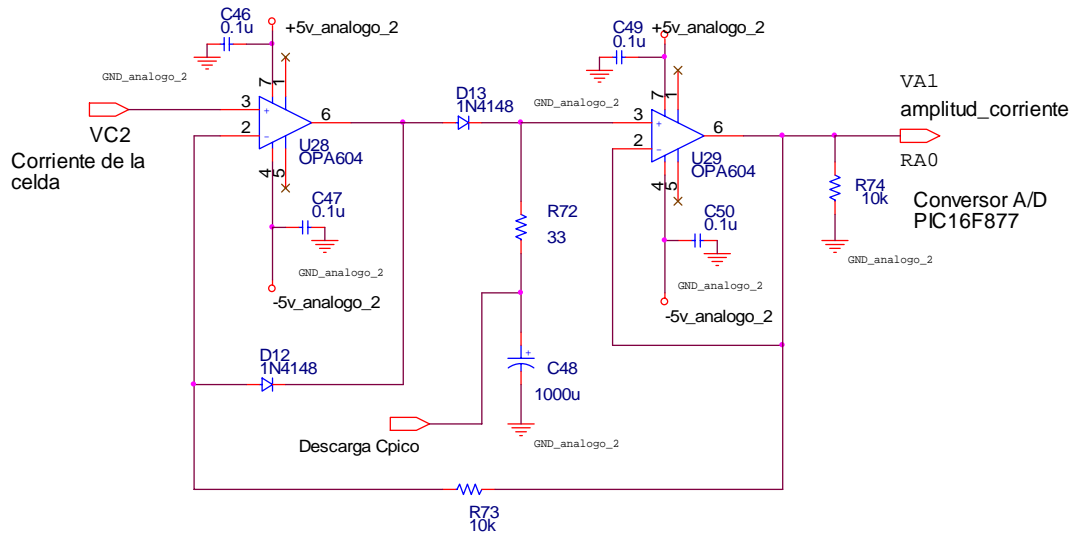 C46
0.1u
+5v_analogo_2
GND_analogo_2
7
1
3
2
6
4
5
VC2
Corriente de la
celda
U28
OPA604
C47
0.1u
GND_analogo_2
-5v_analogo_2
D13
1N4148
D12
1N4148
R72
33
C48
1000u
GND_analogo_2
Descarga Cpico
R73
10k
C49
0.1u
+5v_analogo_2
GND_analogo_2
7
1
3
2
6
4
5
U29
OPA604
C50
0.1u
GND_analogo_2
-5v_analogo_2
VA1
amplitud_corriente
RA0
R74
10k
GND_analogo_2
Conversor A/D
PIC16F877